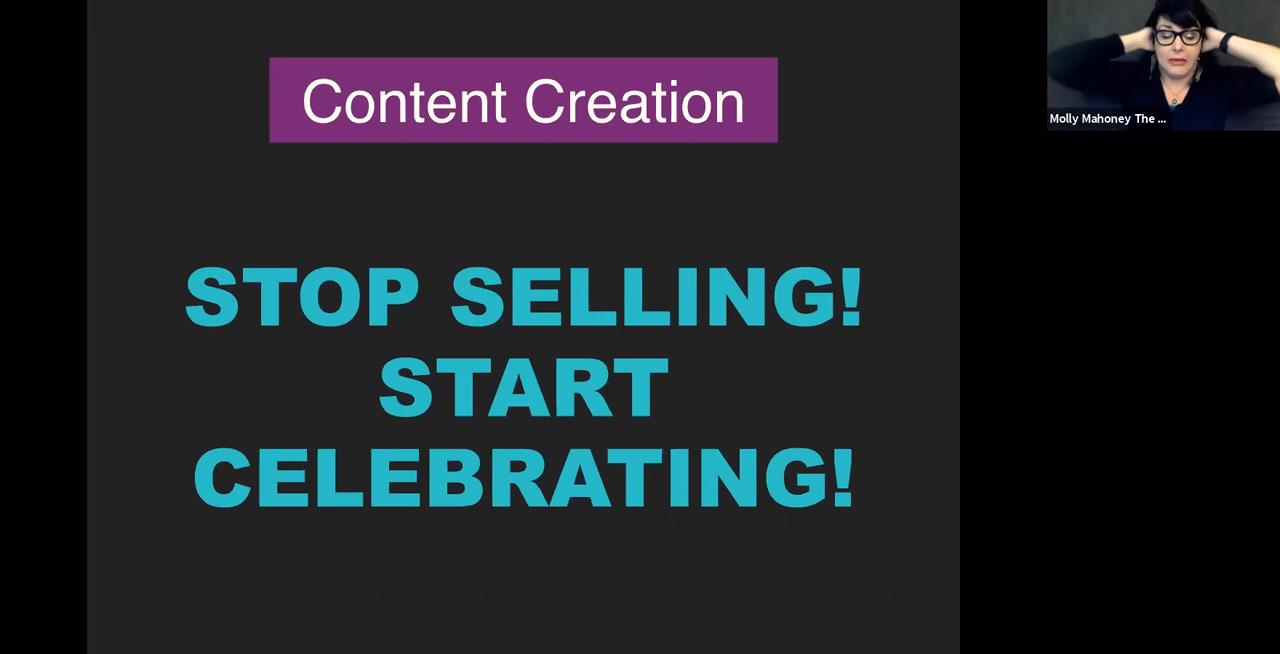 Content Creation
STOP SELLING!
START
CELEBRATING!
Molly Mahoney The ...